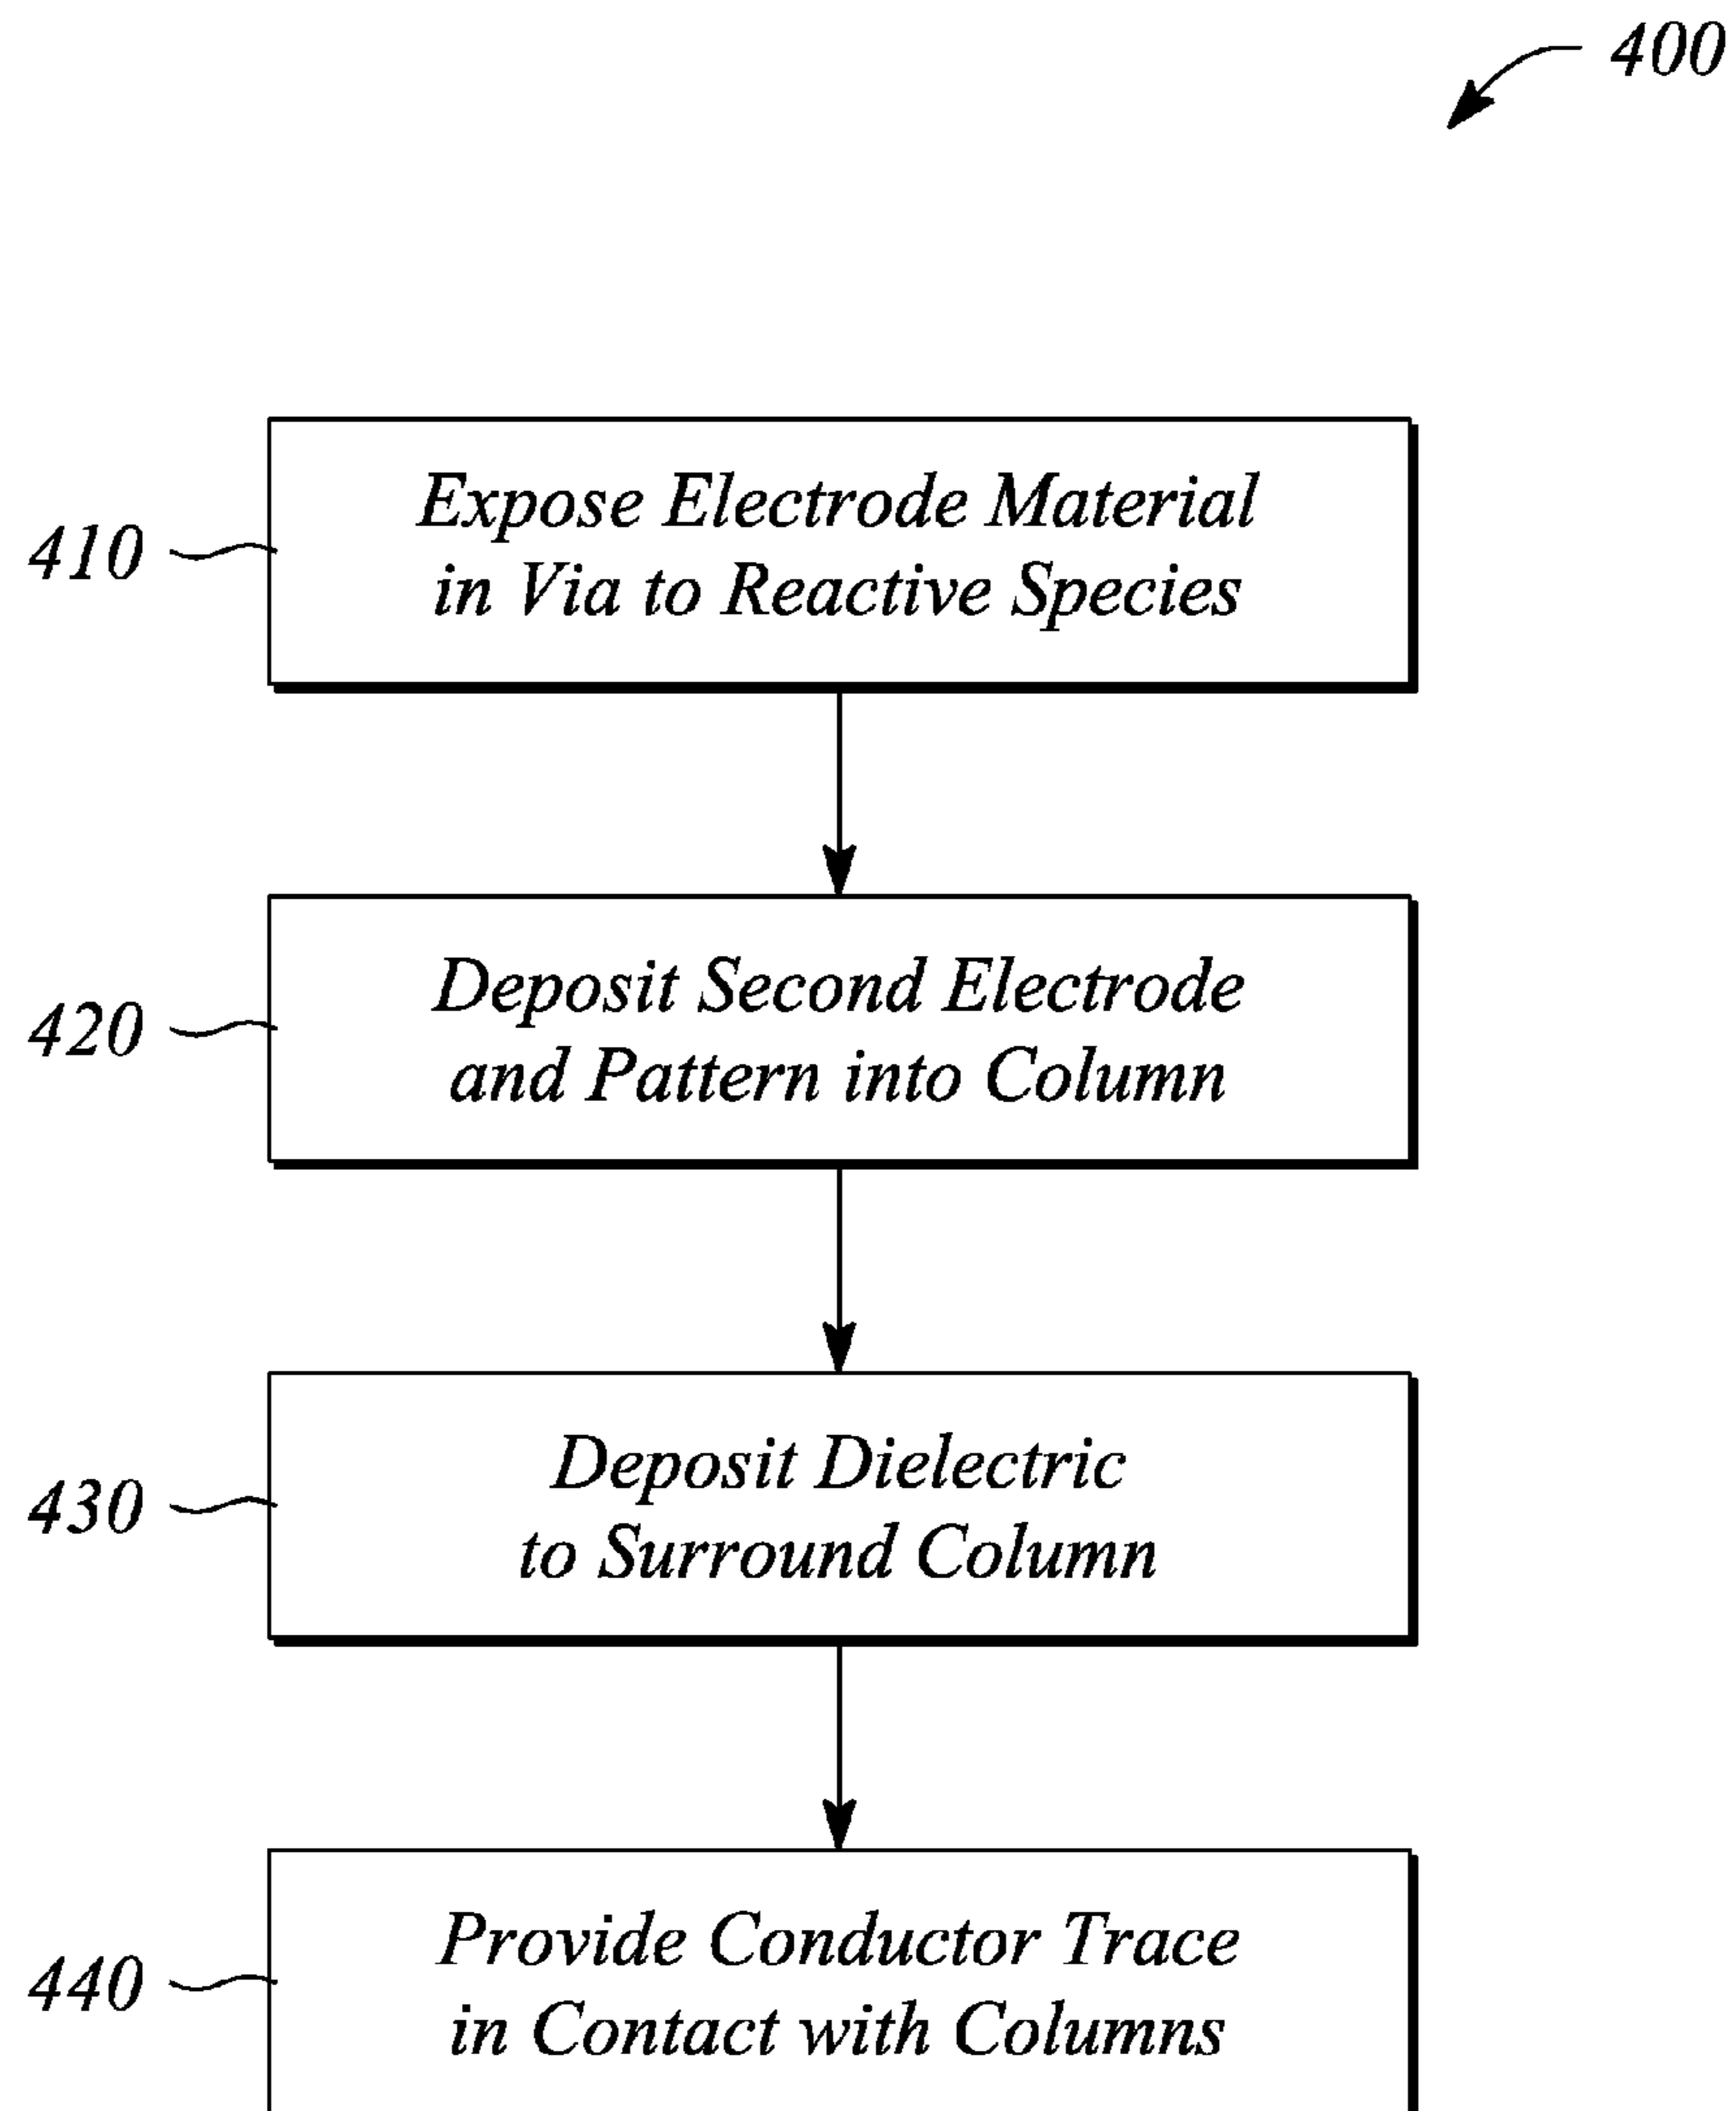 400
410
Expose Electrode Material
in Via to Reactive Species
420
Deposit Second Electrode
and Pattern into Column
430
Deposit Dielectric
to Surround Column
440
Provide Conductor Trace
in Contact with Columns